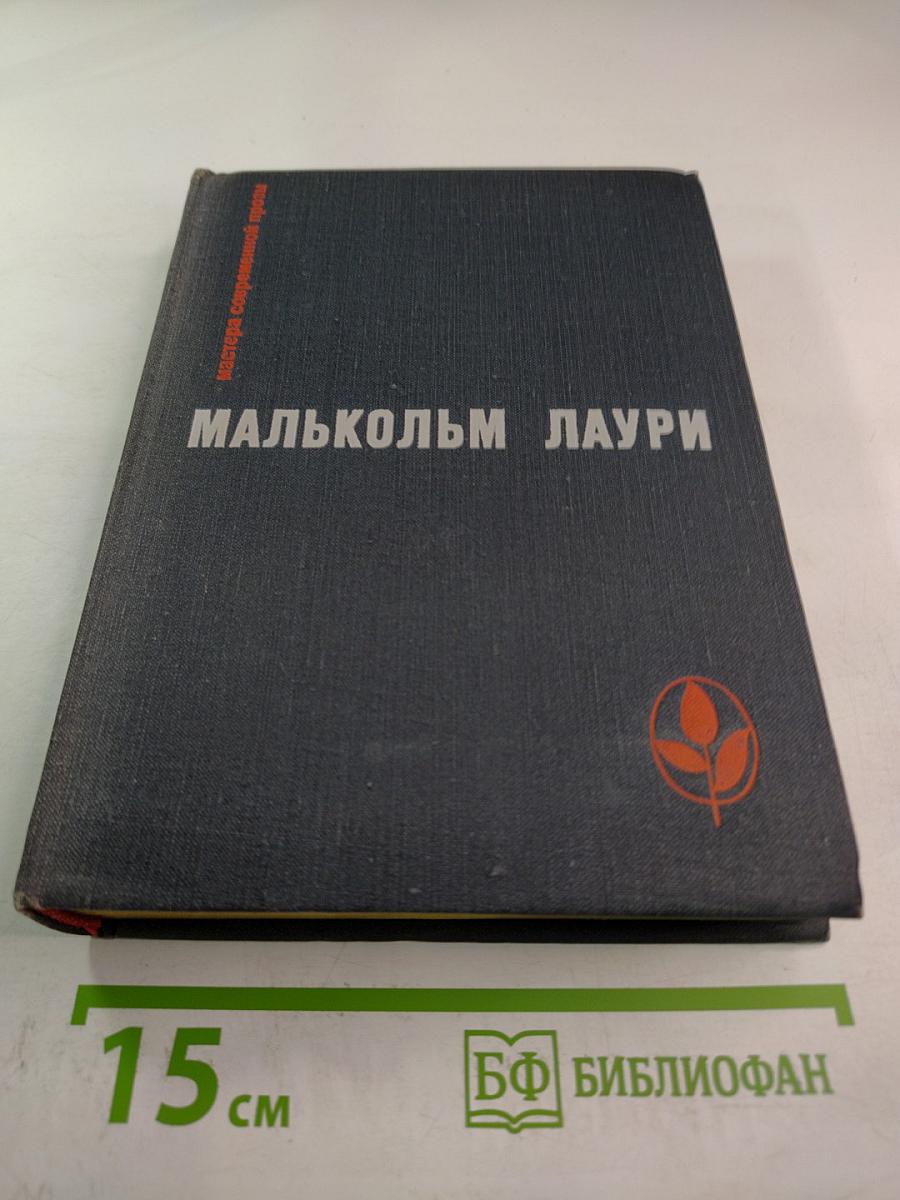 мастера современной прозы
МАЛЬКОЛЬМ ЛАУРИ
15 см
БФ БИБЛИОФАН